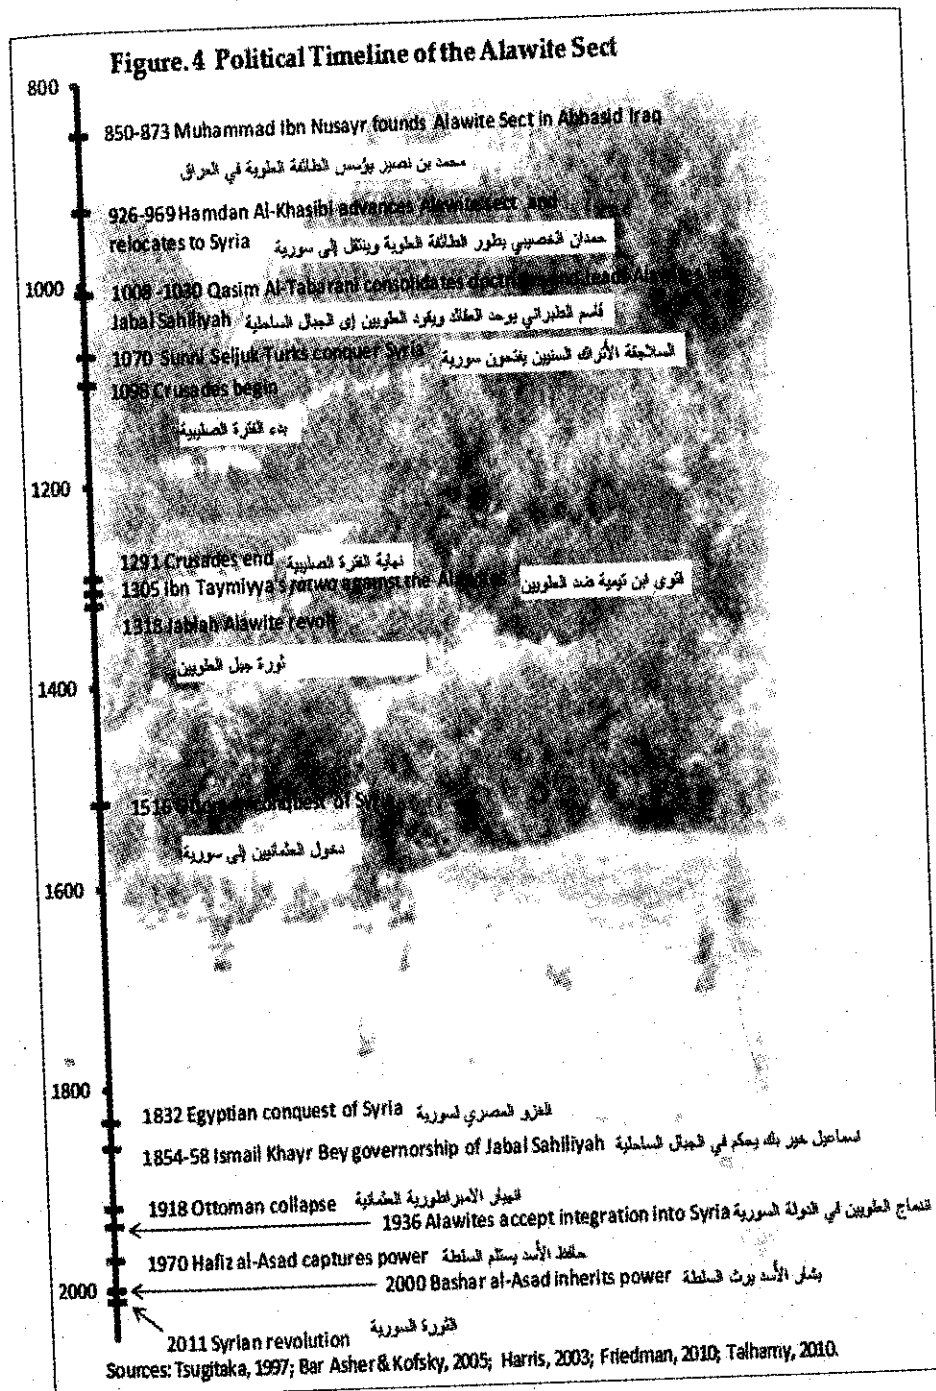 Figure. 4 Political Timeline of the Alawite Sect
800
850-873 Muhammad Ibn Nusayr founds Alawite Sect in Abbasid Iraq
محمد بن نصير يؤسس الطائفة العلوية في العراق
926-969 Hamdan Al-Khasibi advances Alawite sect and
relocates to Syria حمدان الخصيبي يطور الطائفة العلوية وينتقل إلى سورية
1000
1008-1030 Qasim Al-Tabarani consolidates doctrine and leads Alawites to
Jabal Sahiliyah قاسم الطبراني يوحد العقائد ويقود العلويين إلى الجبال الساحلية
1070 Sunni Seljuk Turks conquer Syria السلاجقة الأتراك السنيين يفتحون سورية
1098 Crusades begin
بدء الفترة الصليبية
1200
1291 Crusades end نهاية الفترة الصليبية
1305 Ibn Taymiyya's fatwa against the Alawites فتوى ابن تيمية ضد العلويين
1318 Jablah Alawite revolt
ثورة جبل العلويين
1400
1516 Ottoman conquest of Syria
دخول العثمانيين إلى سورية
1600
1800
1832 Egyptian conquest of Syria الغزو المصري لسورية
1854-58 Ismail Khayr Bey governorship of Jabal Sahiliyah اسماعيل خير بك يحكم في الجبال الساحلية
1918 Ottoman collapse انهيار الامبراطورية العثمانية
1936 Alawites accept integration into Syria اندماج العلويين في الدولة السورية
1970 Hafiz al-Asad captures power حافظ الأسد يستلم السلطة
2000
2000 Bashar al-Asad inherits power بشار الأسد يرث السلطة
2011 Syrian revolution الثورة السورية
Sources: Tsugitaka, 1997; Bar Asher & Kofsky, 2005; Harris, 2003; Friedman, 2010; Talhamy, 2010.